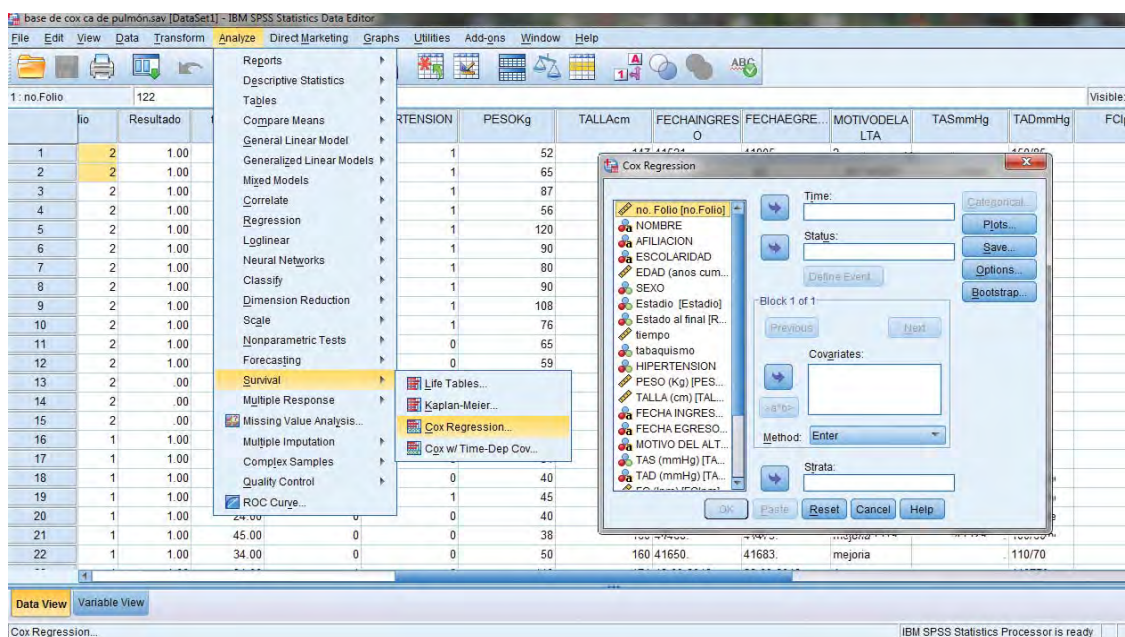 base de cox ca de pulmón.sav [DataSet1] - IBM SPSS Statistics Data Editor
File Edit View Data Transform Analyze Direct Marketing Graphs Utilities Add-ons Window Help
1 : no.Folio 122 Visible:
lio Resultado RTENSION PESOKg TALLAcm FECHAINGRES O FECHAEGRE... MOTIVODELA LTA TASmmHg TADmmHg FCl
1 2 1.00 1 52
2 2 1.00 1 65
3 2 1.00 1 87
4 2 1.00 1 56
5 2 1.00 1 120
6 2 1.00 1 90
7 2 1.00 1 80
8 2 1.00 1 90
9 2 1.00 1 108
10 2 1.00 1 76
11 2 1.00 0 65
12 2 1.00 0 59
13 2 .00
14 2 .00
15 2 .00
16 1 1.00
17 1 1.00
18 1 1.00 0 40
19 1 1.00 1 45
20 1 1.00 24.00 0 0 40
21 1 1.00 45.00 0 0 38
22 1 1.00 34.00 0 0 50 160 41650. 41683. mejoria . 110/70
Reports
Descriptive Statistics
Tables
Compare Means
General Linear Model
Generalized Linear Models
Mixed Models
Correlate
Regression
Loglinear
Neural Networks
Classify
Dimension Reduction
Scale
Nonparametric Tests
Forecasting
Survival
Multiple Response
Missing Value Analysis...
Multiple Imputation
Complex Samples
Quality Control
ROC Curve...
Life Tables...
Kaplan-Meier...
Cox Regression...
Cox w/ Time-Dep Cov...
Cox Regression
no. Folio [no.Folio]
NOMBRE
AFILIACION
ESCOLARIDAD
EDAD (anos cum...
SEXO
Estadio [Estadio]
Estado al final [R...
tiempo
tabaquismo
HIPERTENSION
PESO (Kg) [PES...
TALLA (cm) [TAL...
FECHA INGRES...
FECHA EGRESO...
MOTIVO DEL ALT...
TAS (mmHg) [TA...
TAD (mmHg) [TA...
Time:
Status:
Define Event...
Block 1 of 1
Previous Next
Covariates:
>a*b>
Method: Enter
Strata:
Categorical...
Plots...
Save...
Options...
Bootstrap...
OK Paste Reset Cancel Help
Data View Variable View
Cox Regression... IBM SPSS Statistics Processor is ready